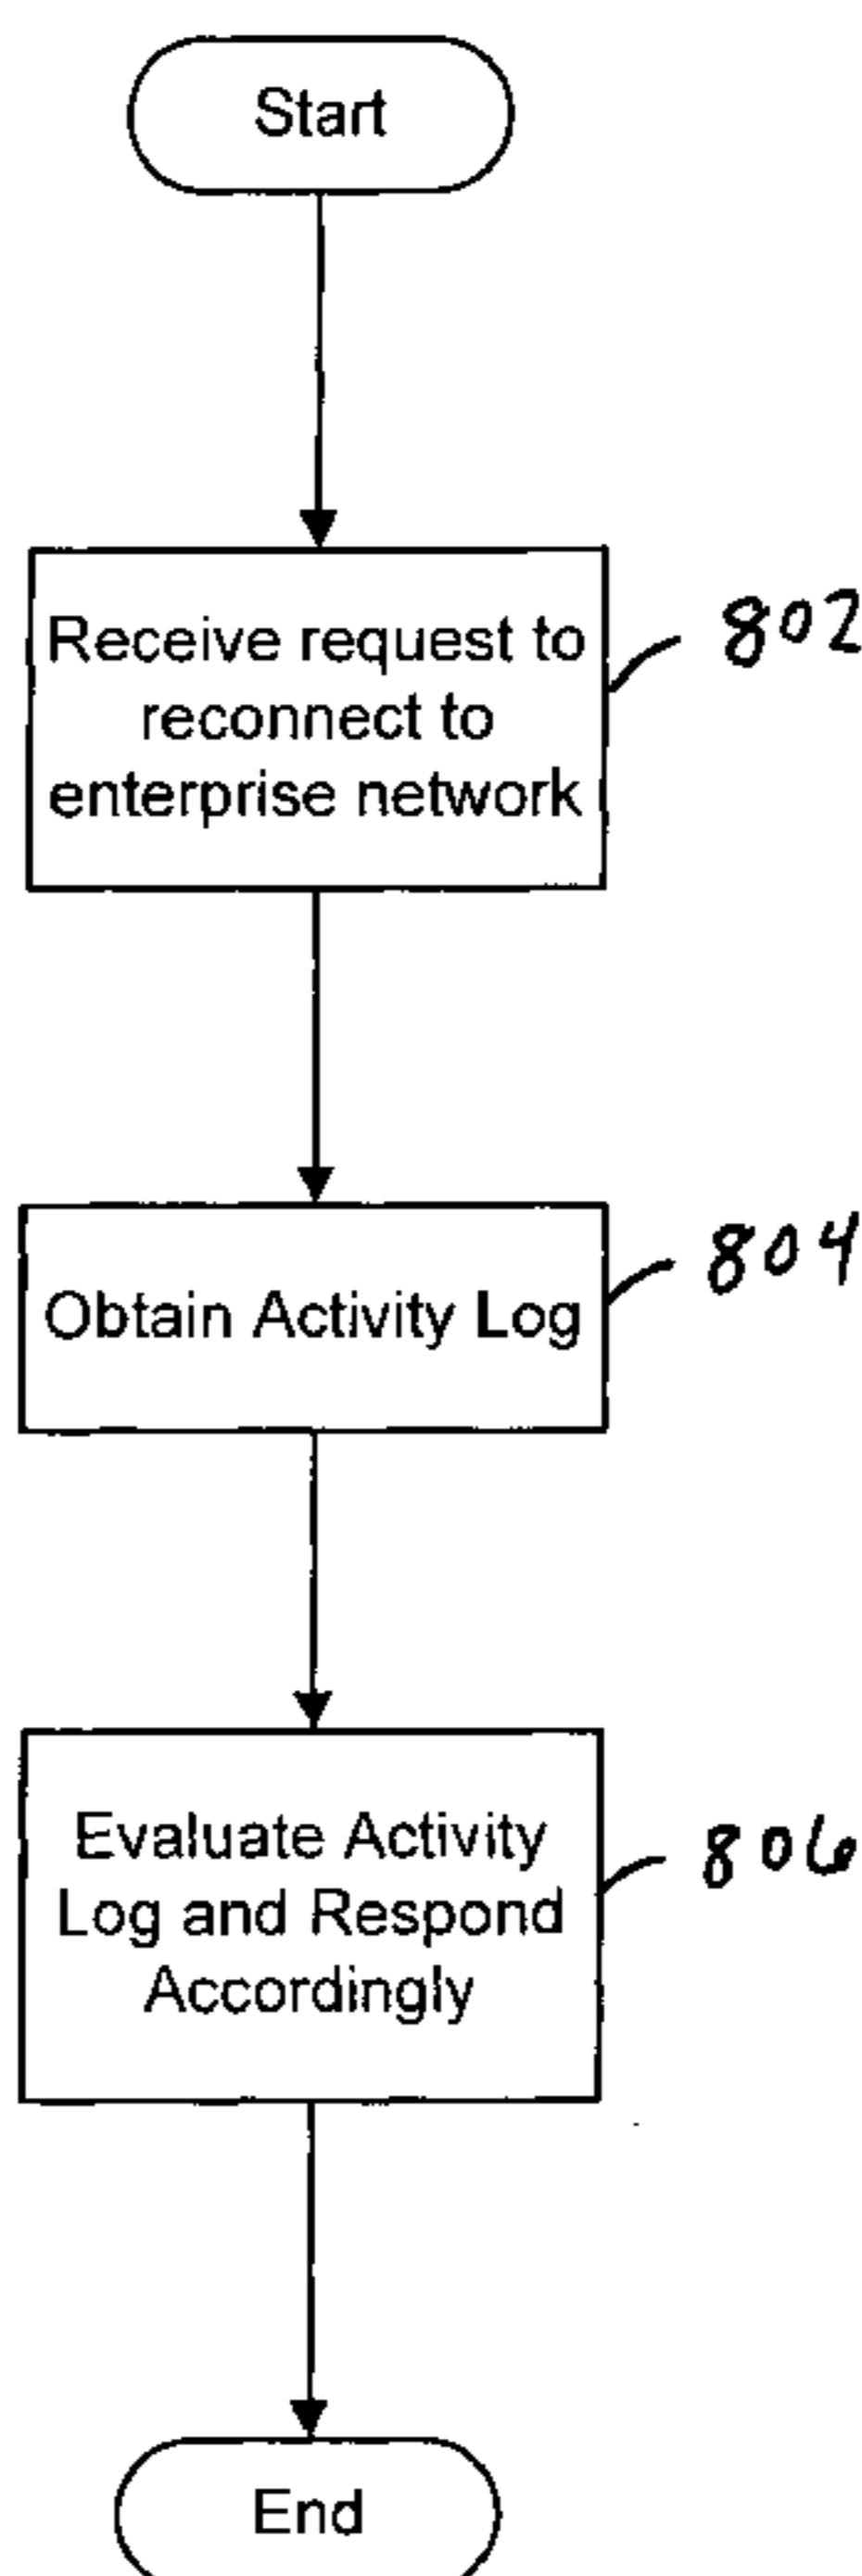 Start
Receive request to
reconnect to
enterprise network
802
Obtain Activity Log
804
Evaluate Activity
Log and Respond
Accordingly
806
End